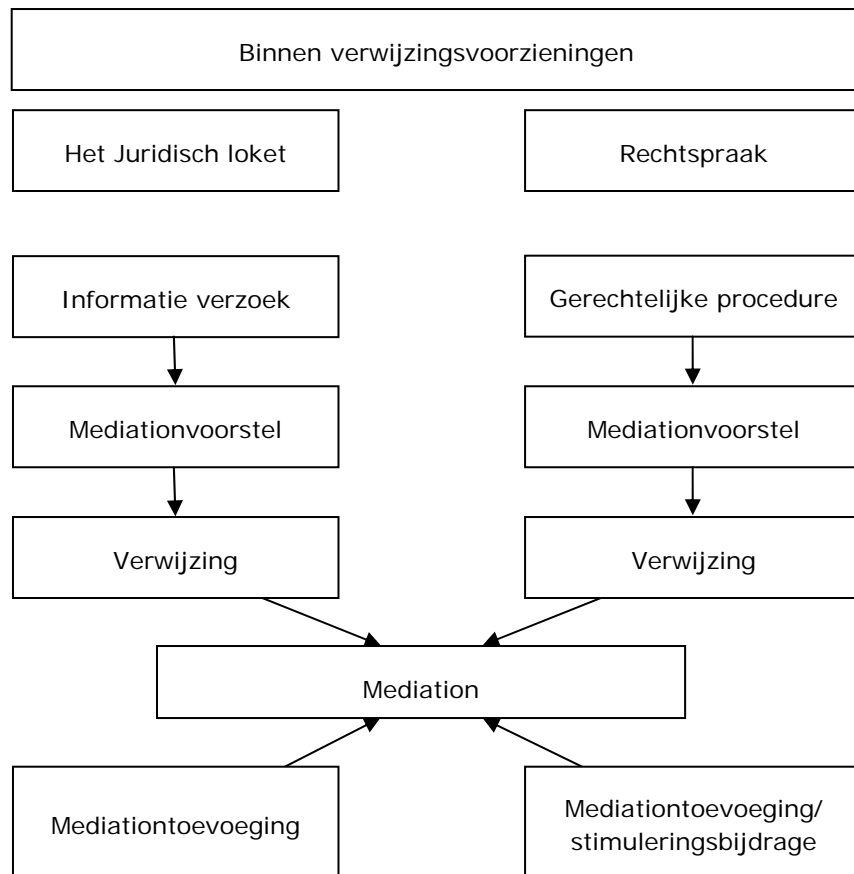 Binnen verwijzingsvoorzieningen
Het Juridisch loket
Rechtspraak
Informatie verzoek
Gerechtelijke procedure
Mediationvoorstel
Mediationvoorstel
Verwijzing
Verwijzing
Mediation
Mediationtoevoeging
Mediationtoevoeging/
stimuleringsbijdrage